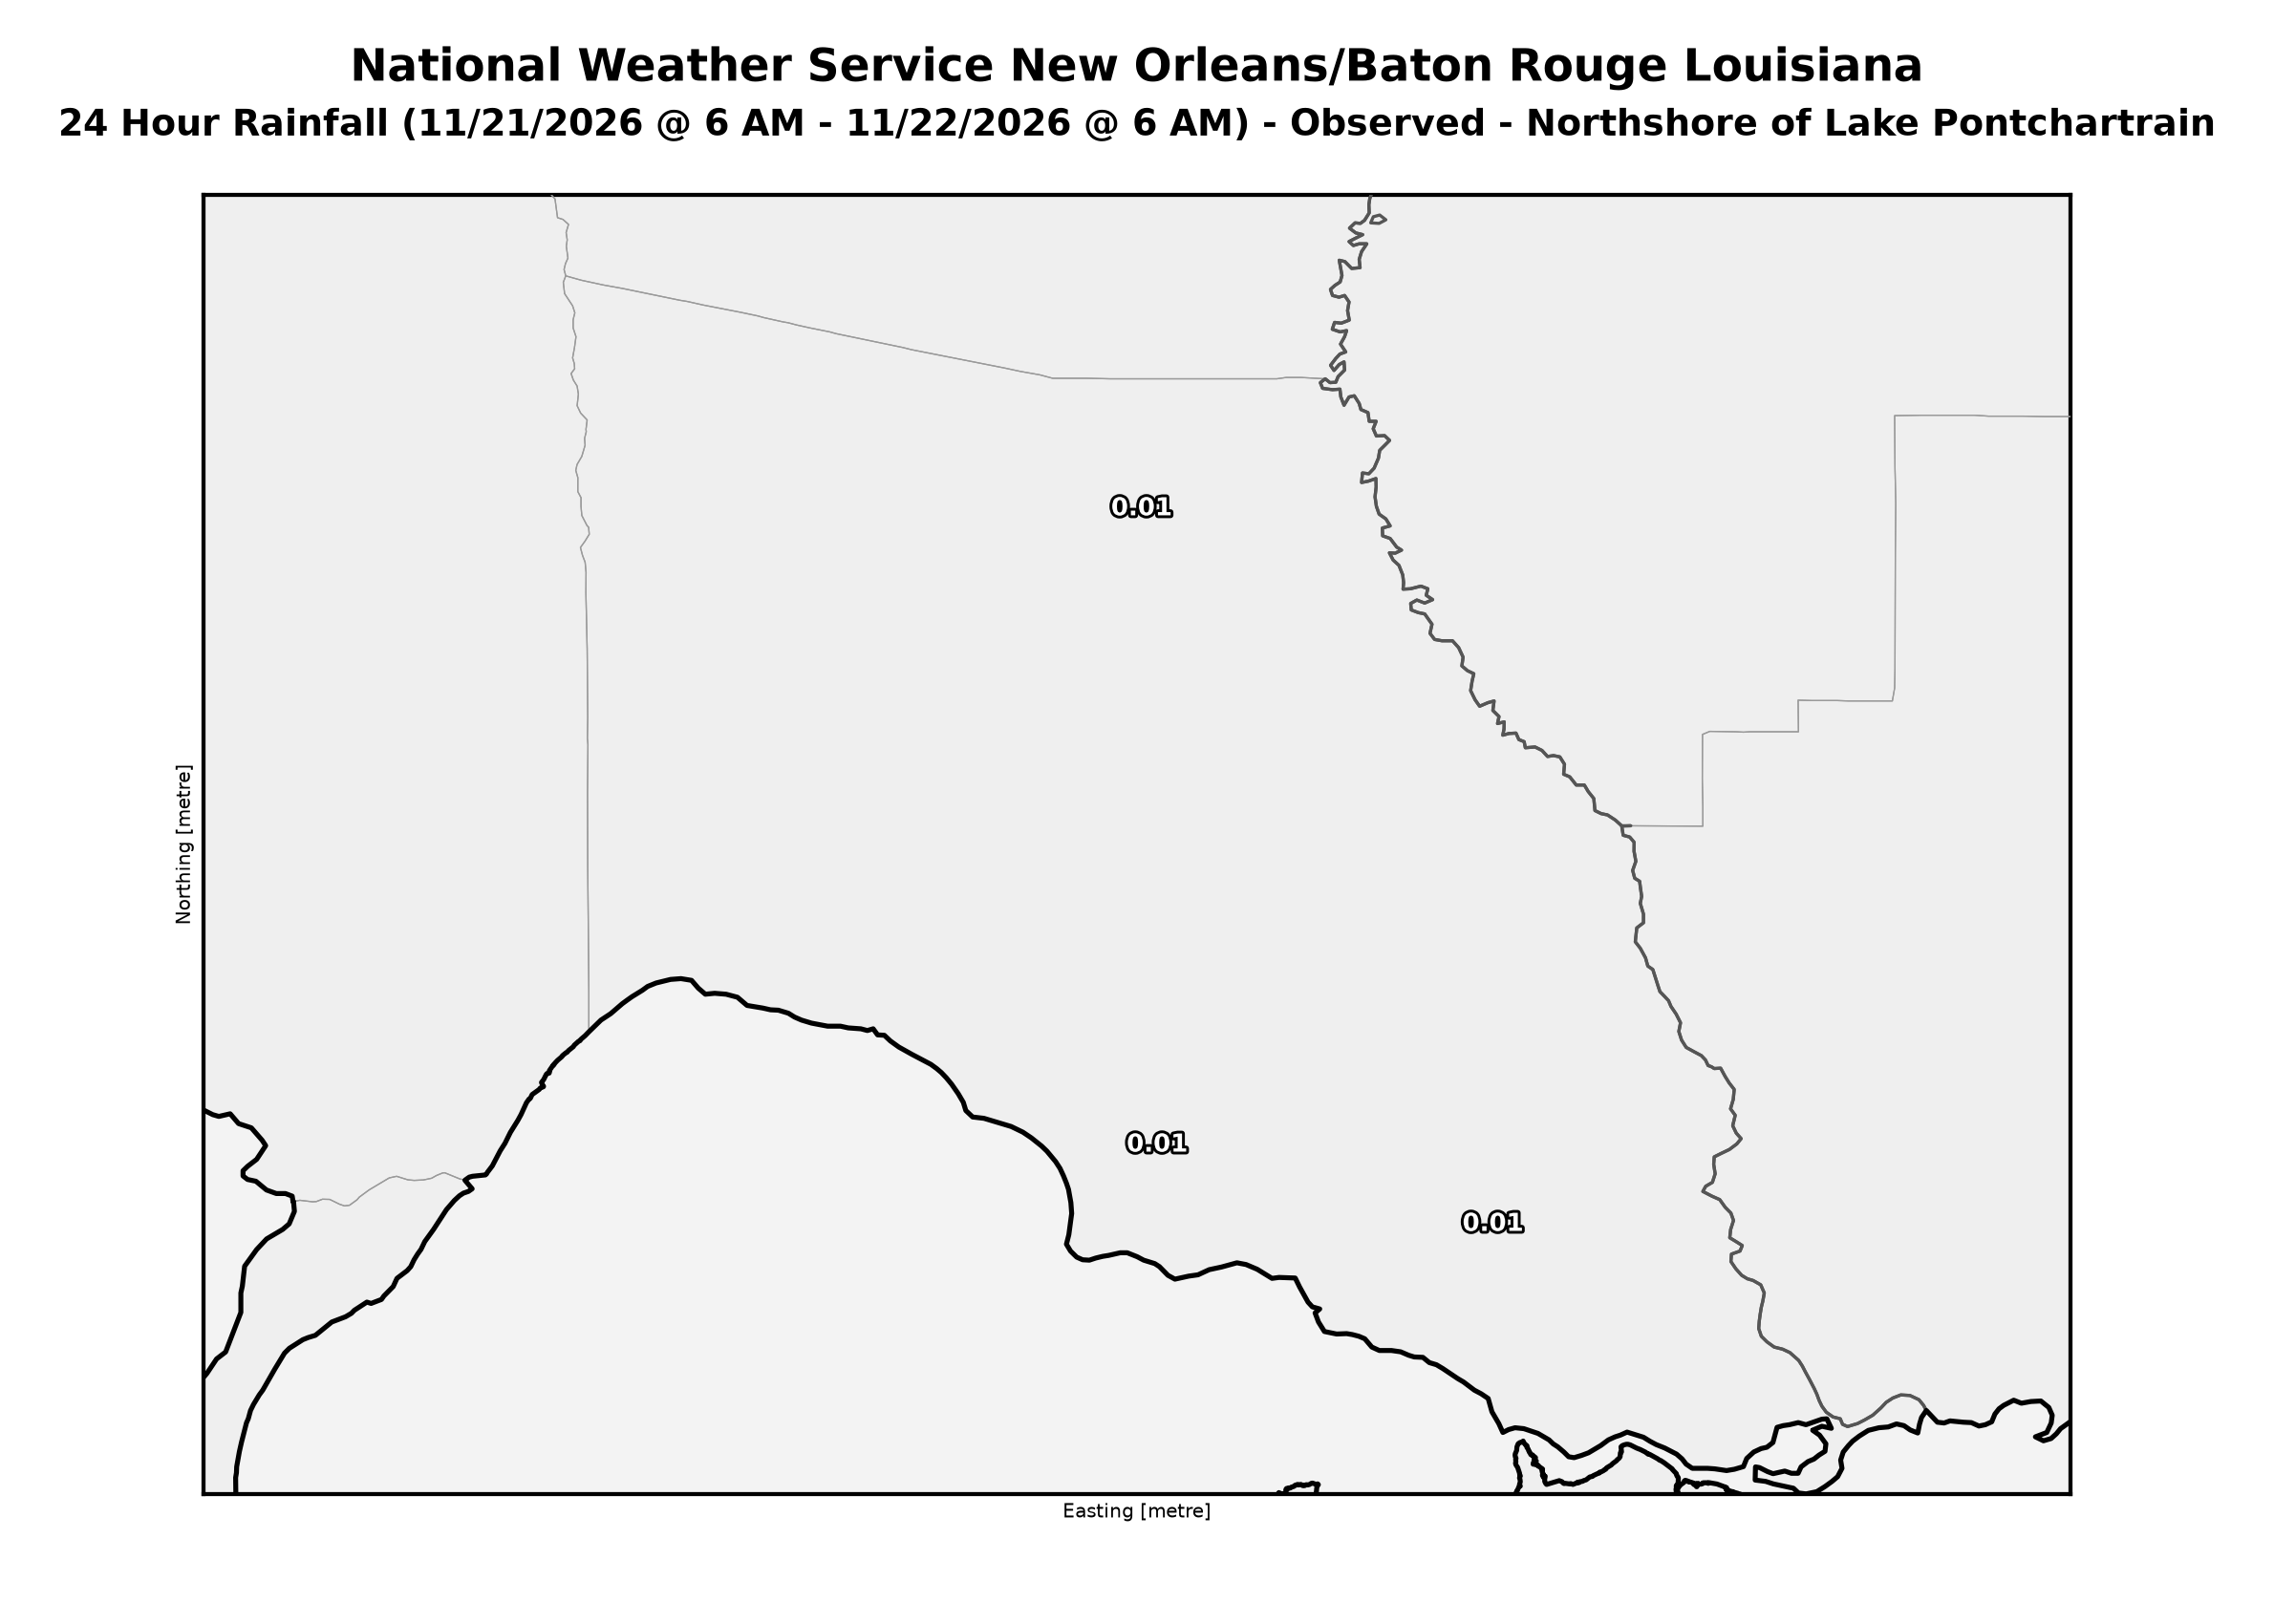 National Weather Service New Orleans/Baton Rouge Louisiana
24 Hour Rainfall (11/21/2026 @ 6 AM - 11/22/2026 @ 6 AM) - Observed - Northshore of Lake Pontchartrain
0.01
Northing [metre]
0.01
0.01
Easting [metre]